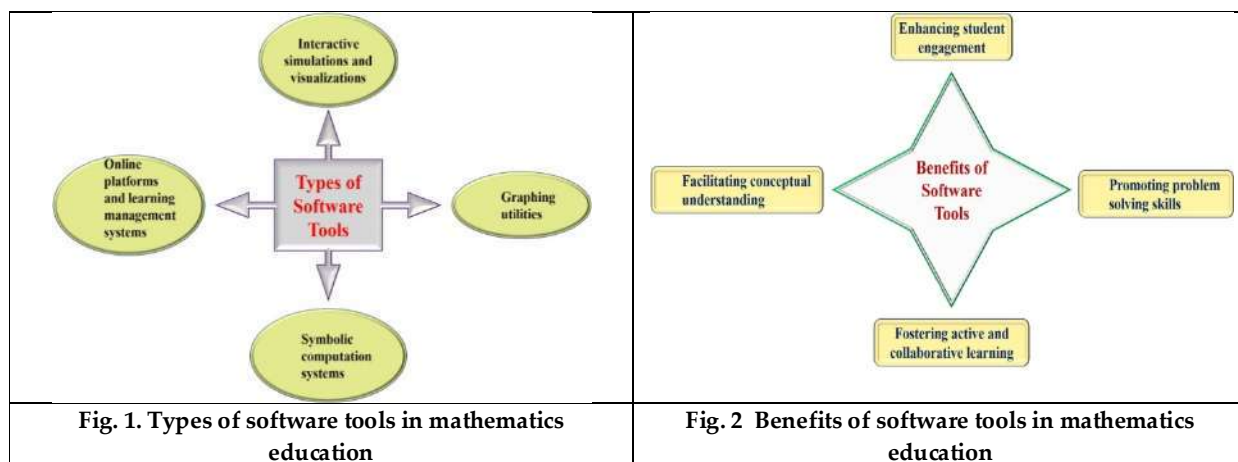 Interactive
simulations and
visualizations
Online
platforms
and learning
management
systems
Types of
Software
Tools
Graphing
utilities
Symbolic
computation
systems
Fig. 1. Types of software tools in mathematics
education
Enhancing student
engagement
Facilitating conceptual
understanding
Benefits of
Software
Tools
Promoting problem
solving skills
Fostering active and
collaborative learning
Fig. 2 Benefits of software tools in mathematics
education